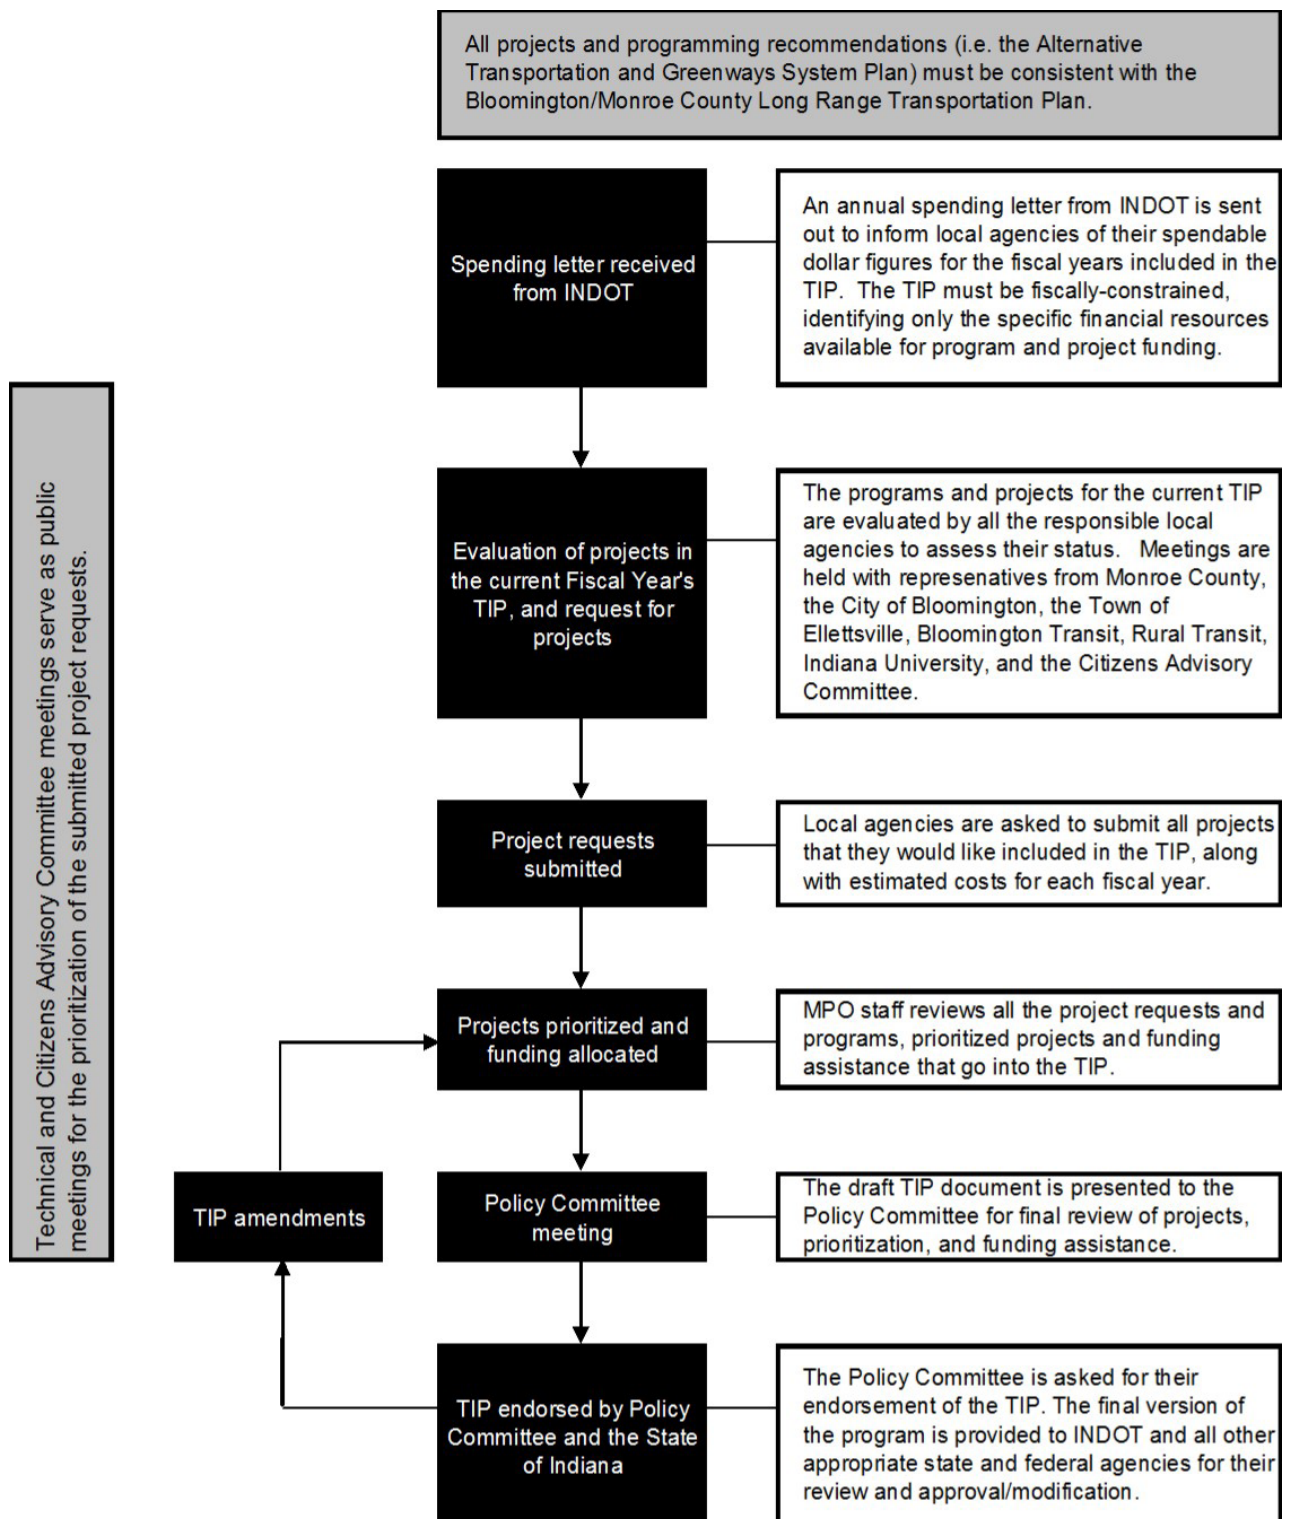 All projects and programming recommendations (i.e. the Alternative
Transportation and Greenways System Plan) must be consistent with the
Bloomington/Monroe County Long Range Transportation Plan.
Spending letter received
from INDOT
An annual spending letter from INDOT is sent
out to inform local agencies of their spendable
dollar figures for the fiscal years included in the
TIP.  The TIP must be fiscally-constrained,
identifying only the specific financial resources
available for program and project funding.
Technical and Citizens Advisory Committee meetings serve as public
meetings for the prioritization of the submitted project requests.
Evaluation of projects in
the current Fiscal Year's
TIP, and request for
projects
The programs and projects for the current TIP
are evaluated by all the responsible local
agencies to assess their status.   Meetings are
held with represenatives from Monroe County,
the City of Bloomington, the Town of
Ellettsville, Bloomington Transit, Rural Transit,
Indiana University, and the Citizens Advisory
Committee.
Project requests
submitted
Local agencies are asked to submit all projects
that they would like included in the TIP, along
with estimated costs for each fiscal year.
Projects prioritized and
funding allocated
MPO staff reviews all the project requests and
programs, prioritized projects and funding
assistance that go into the TIP.
TIP amendments
Policy Committee
meeting
The draft TIP document is presented to the
Policy Committee for final review of projects,
prioritization, and funding assistance.
TIP endorsed by Policy
Committee and the State
of Indiana
The Policy Committee is asked for their
endorsement of the TIP. The final version of
the program is provided to INDOT and all other
appropriate state and federal agencies for their
review and approval/modification.